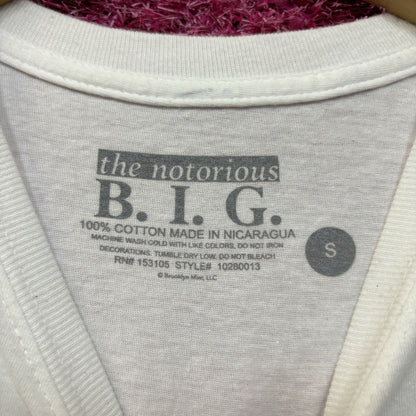 the notorious
B. I. G.
100% COTTON MADE IN NICARAGUA
MACHINE WASH COLD WITH LIKE COLORS, DO NOT IRON
DECORATIONS. TUMBLE DRY LOW. DO NOT BLEACH
RN# 153105 STYLE# 10280013
© Brooklyn Mint, LLC
S